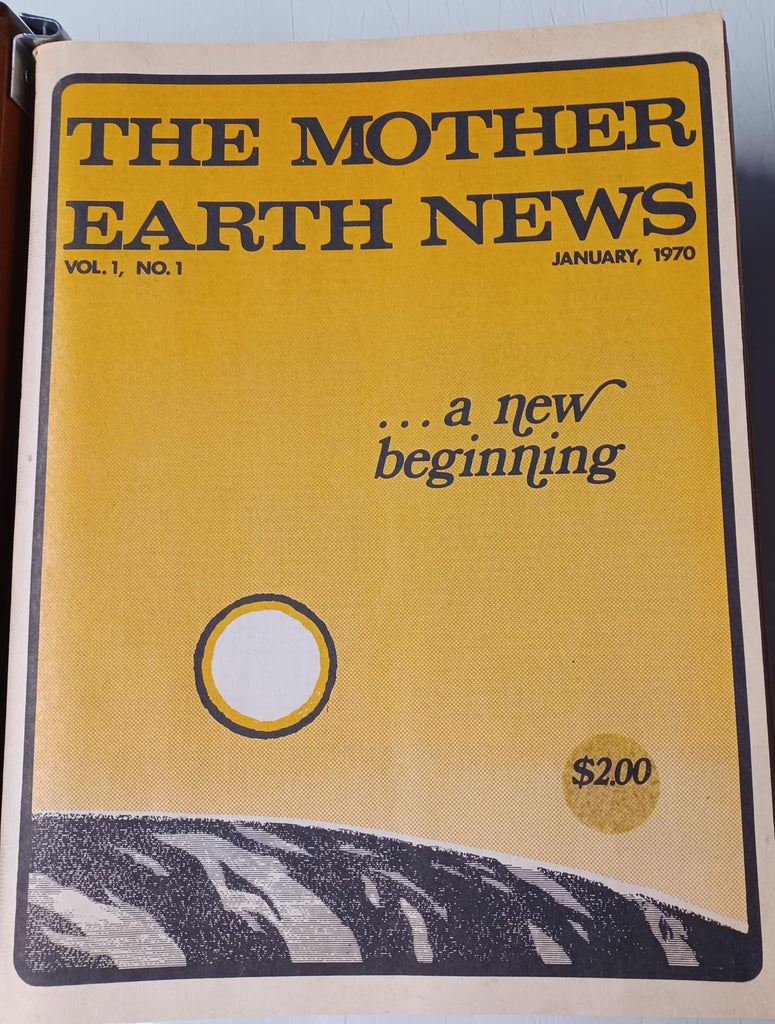 THE MOTHER
EARTH NEWS
VOL. 1, NO. 1 JANUARY, 1970
...a new
beginning
$2.00